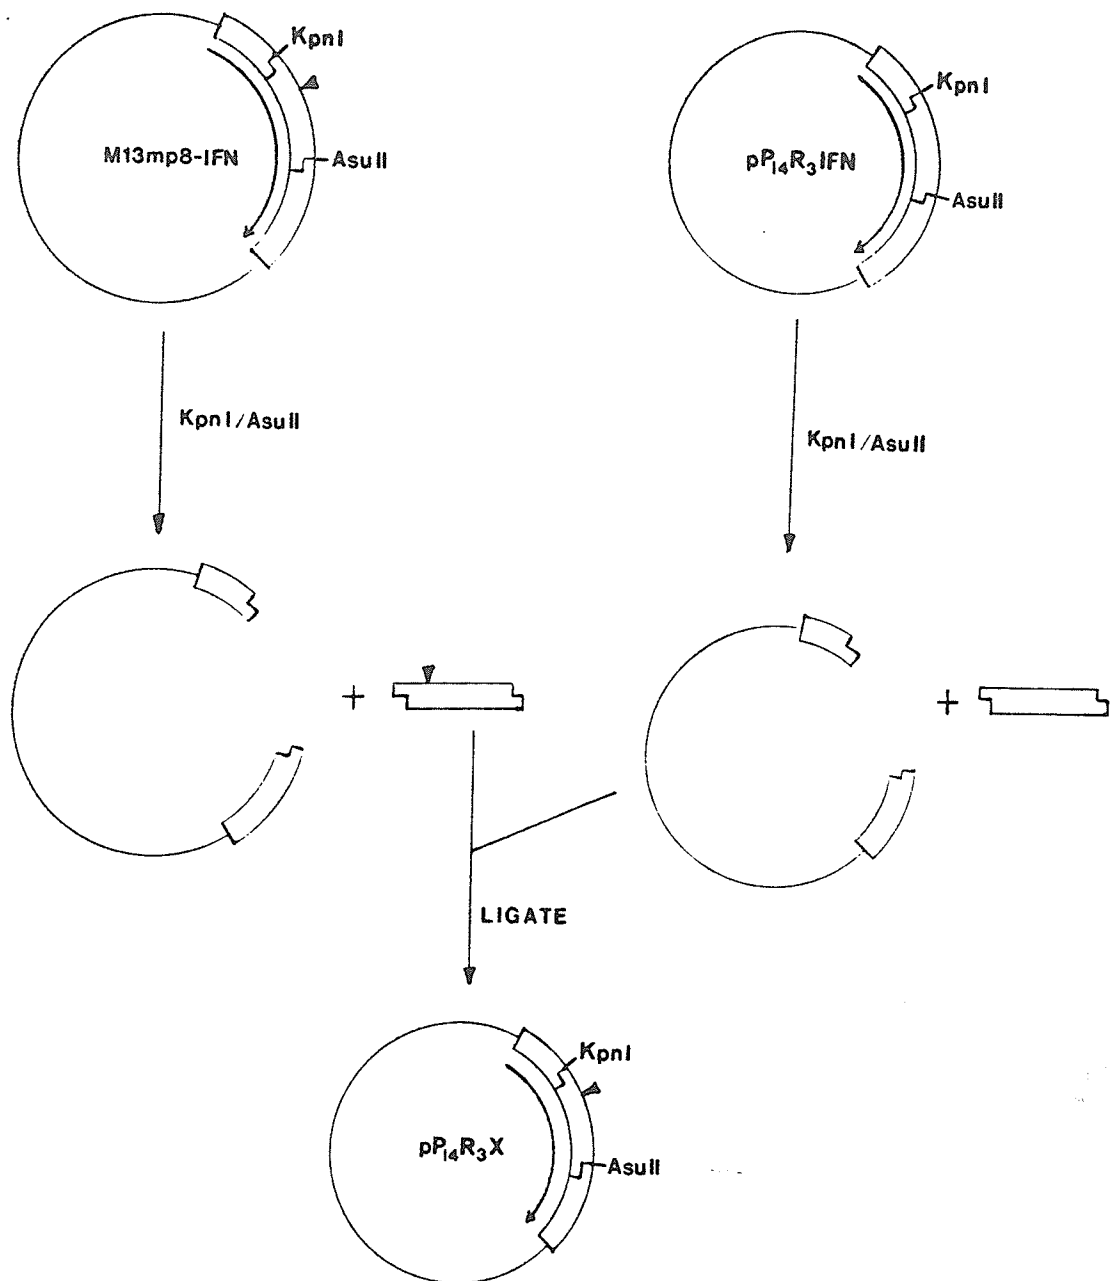 KpnI
M13mp8-IFN
AsuII
KpnI
pP14R3IFN
AsuII
KpnI/AsuII
KpnI/AsuII
+
+
LIGATE
KpnI
pP14R3X
AsuII